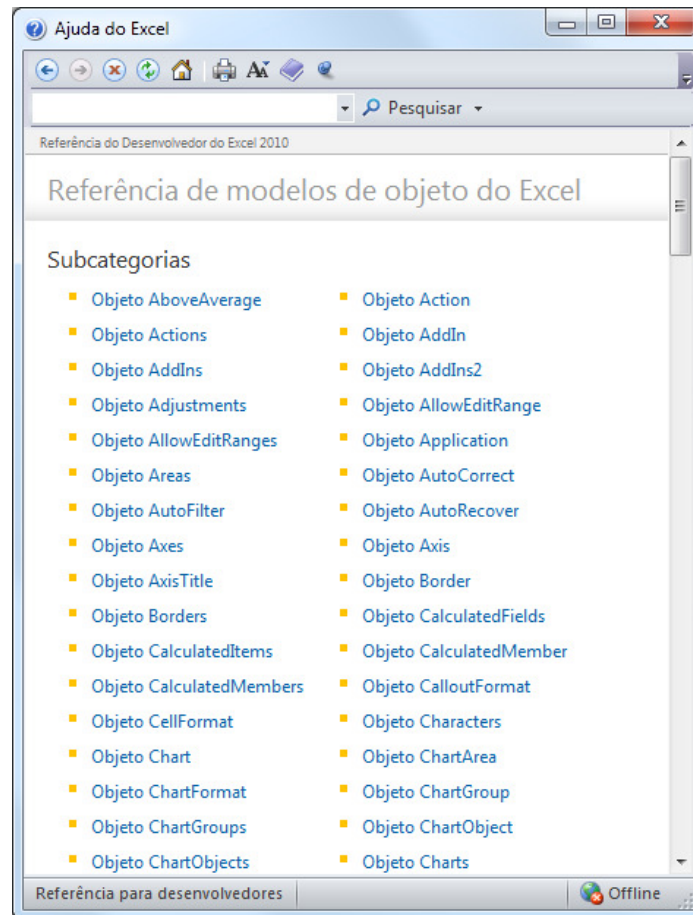 Ajuda do Excel
Pesquisar
Referência do Desenvolvedor do Excel 2010
Referência de modelos de objeto do Excel
Subcategorias
Objeto AboveAverage Objeto Action
Objeto Actions Objeto AddIn
Objeto AddIns Objeto AddIns2
Objeto Adjustments Objeto AllowEditRange
Objeto AllowEditRanges Objeto Application
Objeto Areas Objeto AutoCorrect
Objeto AutoFilter Objeto AutoRecover
Objeto Axes Objeto Axis
Objeto AxisTitle Objeto Border
Objeto Borders Objeto CalculatedFields
Objeto CalculatedItems Objeto CalculatedMember
Objeto CalculatedMembers Objeto CalloutFormat
Objeto CellFormat Objeto Characters
Objeto Chart Objeto ChartArea
Objeto ChartFormat Objeto ChartGroup
Objeto ChartGroups Objeto ChartObject
Objeto ChartObjects Objeto Charts
Referência para desenvolvedores Offline